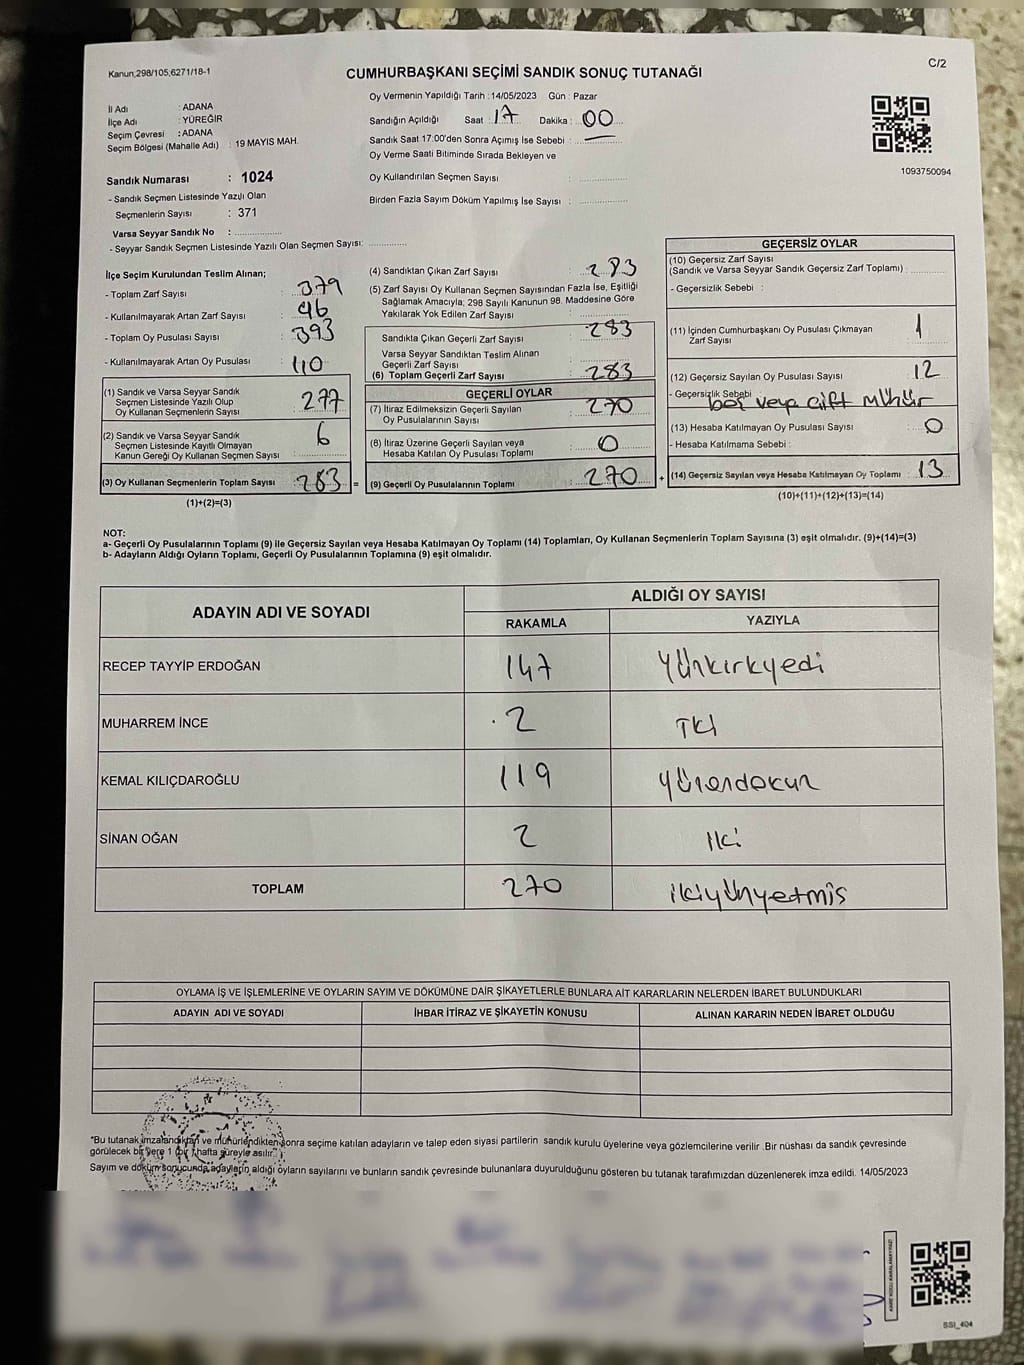 Kanun,298/105,6271/18-1
C/2
CUMHURBAŞKANI SEÇİMİ SANDIK SONUÇ TUTANAĞI
İl Adı : ADANA
İlçe Adı : YÜREĞİR
Seçim Çevresi : ADANA
Seçim Bölgesi (Mahalle Adı) : 19 MAYIS MAH.
Sandık Numarası : 1024
- Sandık Seçmen Listesinde Yazılı Olan
Seçmenlerin Sayısı : 371
Varsa Seyyar Sandık No : ..............
- Seyyar Sandık Seçmen Listesinde Yazılı Olan Seçmen Sayısı: ............
Oy Vermenin Yapıldığı Tarih : 14/05/2023 Gün : Pazar
Sandığın Açıldığı Saat : 17 Dakika : 00
Sandık Saat 17:00'den Sonra Açımış İse Sebebi : —
Oy Verme Saati Bitiminde Sırada Bekleyen ve
Oy Kullandırılan Seçmen Sayısı : ..............
Birden Fazla Sayım Döküm Yapılmış İse Sayısı : ..............
1093750094
İlçe Seçim Kurulundan Teslim Alınan;
- Toplam Zarf Sayısı : 379
- Kullanılmayarak Artan Zarf Sayısı : 96
- Toplam Oy Pusulası Sayısı : 393
- Kullanılmayarak Artan Oy Pusulası : 110
(1) Sandık ve Varsa Seyyar Sandık
Seçmen Listesinde Yazılı Olup
Oy Kullanan Seçmenlerin Sayısı : 277
(2) Sandık ve Varsa Seyyar Sandık
Seçmen Listesinde Kayıtlı Olmayan
Kanun Gereği Oy Kullanan Seçmen Sayısı : 6
(3) Oy Kullanan Seçmenlerin Toplam Sayısı : 283 =
(1)+(2)=(3)
(4) Sandıktan Çıkan Zarf Sayısı : 283
(5) Zarf Sayısı Oy Kullanan Seçmen Sayısından Fazla İse, Eşitliği
Sağlamak Amacıyla; 298 Sayılı Kanunun 98. Maddesine Göre
Yakılarak Yok Edilen Zarf Sayısı : ..............
Sandıkla Çıkan Geçerli Zarf Sayısı : 283
Varsa Seyyar Sandıktan Teslim Alınan
Geçerli Zarf Sayısı : ..............
(6) Toplam Geçerli Zarf Sayısı : 283
GEÇERLİ OYLAR
(7) İtiraz Edilmeksizin Geçerli Sayılan
Oy Pusulasının Sayısı : 270
(8) İtiraz Üzerine Geçerli Sayılan veya
Hesaba Katılan Oy Pusulası Toplamı : 0
(9) Geçerli Oy Pusulalarının Toplamı : 270 +
GEÇERSİZ OYLAR
(10) Geçersiz Zarf Sayısı
(Sandık ve Varsa Seyyar Sandık Geçersiz Zarf Toplamı) : ............
- Geçersizlik Sebebi :
(11) İçinden Cumhurbaşkanı Oy Pusulası Çıkmayan
Zarf Sayısı : 1
(12) Geçersiz Sayılan Oy Pusulası Sayısı : 12
- Geçersizlik Sebebi : boş veya çift mühür
(13) Hesaba Katılmayan Oy Pusulası Sayısı : 0
- Hesaba Katılmama Sebebi :
(14) Geçersiz Sayılan veya Hesaba Katılmayan Oy Toplamı : 13
(10)+(11)+(12)+(13)=(14)
NOT:
a- Geçerli Oy Pusulalarının Toplamı (9) ile Geçersiz Sayılan veya Hesaba Katılmayan Oy Toplamı (14) Toplamları, Oy Kullanan Seçmenlerin Toplam Sayısına (3) eşit olmalıdır. (9)+(14)=(3)
b- Adayların Aldığı Oyların Toplamı, Geçerli Oy Pusulalarının Toplamına (9) eşit olmalıdır.
ADAYIN ADI VE SOYADI
ALDIĞI OY SAYISI
RAKAMLA YAZIYLA
RECEP TAYYİP ERDOĞAN 147 Yüzkırkyedi
MUHARREM İNCE 2 İki
KEMAL KILIÇDAROĞLU 119 yüzondokuz
SİNAN OĞAN 2 iki
TOPLAM 270 ikiyüzyetmiş
OYLAMA İŞ VE İŞLEMLERİNE VE OYLARIN SAYIM VE DÖKÜMÜNE DAİR ŞİKAYETLERLE BUNLARA AİT KARARLARIN NELERDEN İBARET BULUNDUKLARI
ADAYIN ADI VE SOYADI İHBAR İTİRAZ VE ŞİKAYETİN KONUSU ALINAN KARARIN NEDEN İBARET OLDUĞU
"Bu tutanak imzalandıktan ve mühürlendikten sonra seçime katılan adayların ve talep eden siyasi partilerin sandık kurulu üyelerine veya gözlemcilerine verilir .Bir nüshası da sandık çevresinde
görülecek bir yere 1 (bir) hafta süreyle asılır.
Sayım ve döküm sonucunda adayların aldığı oyların sayılarını ve bunların sandık çevresinde bulunanlara duyurulduğunu gösteren bu tutanak tarafımızdan düzenlenerek imza edildi. 14/05/2023
SSI_404